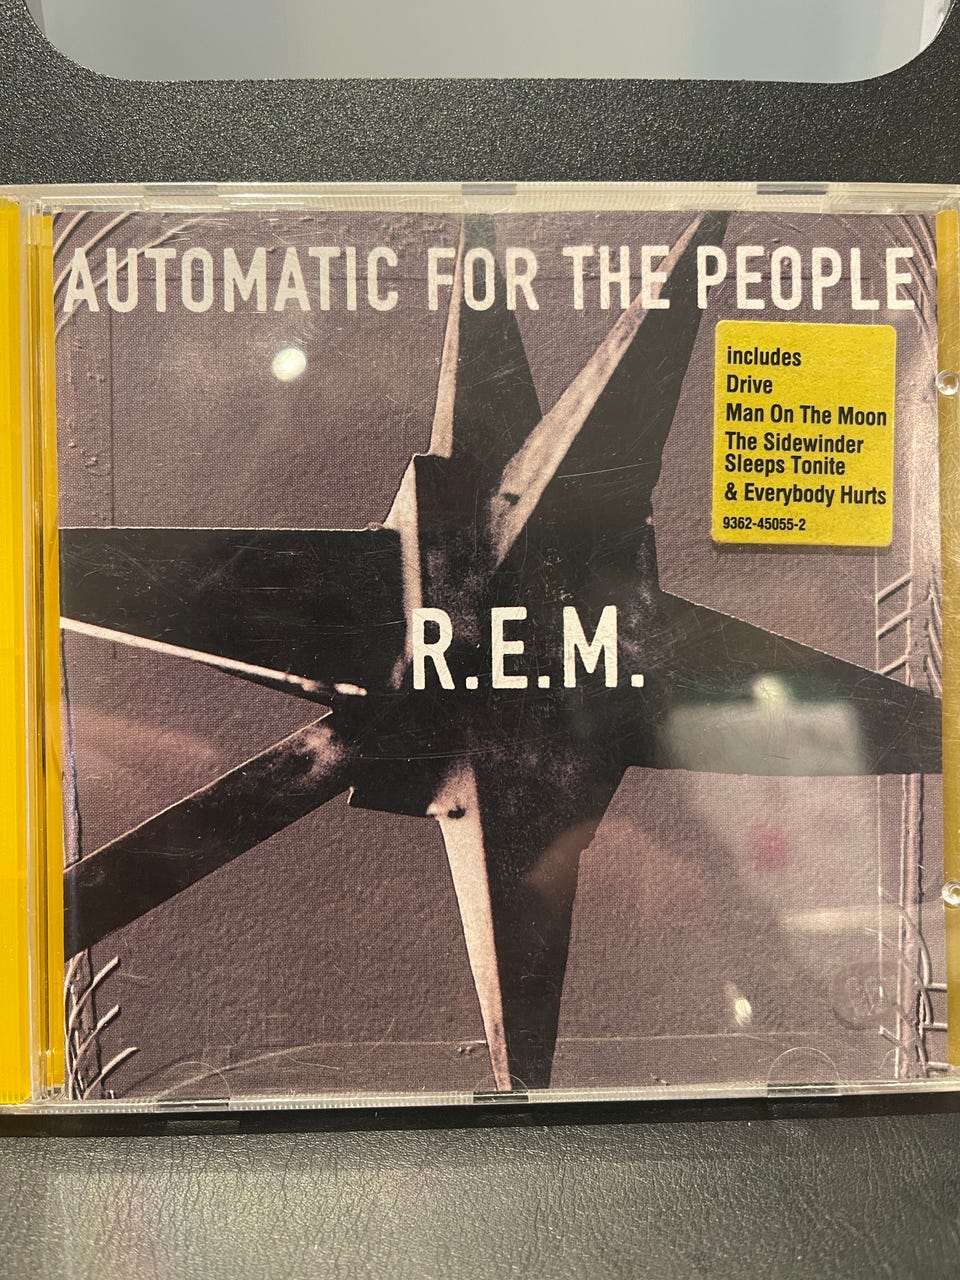 AUTOMATIC FOR THE PEOPLE
includes
Drive
Man On The Moon
The Sidewinder
Sleeps Tonite
& Everybody Hurts
9362-45055-2
R.E.M.